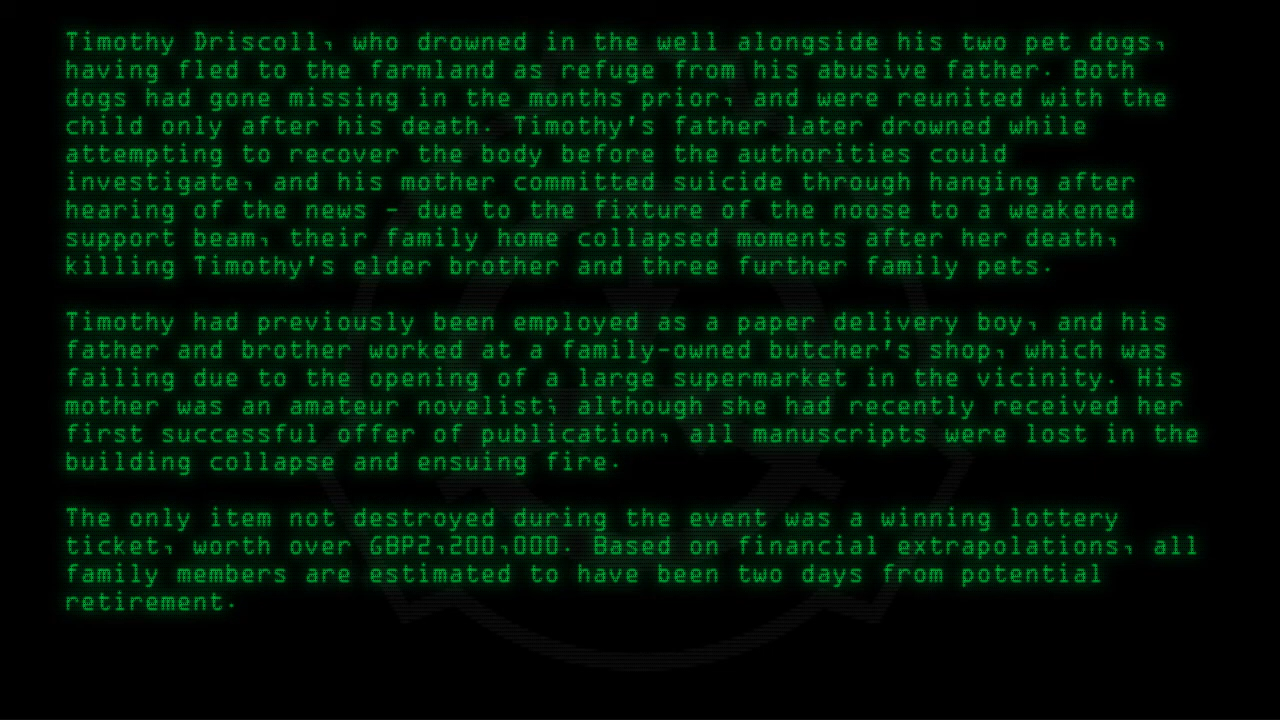 Timothy Driscoll, who drowned in the well alongside his two pet dogs,
having fled to the farmland as refuge from his abusive father. Both
dogs had gone missing in the months prior, and were reunited with the
child only after his death. Timothy's father later drowned while
attempting to recover the body before the authorities could
investigate, and his mother committed suicide through hanging after
hearing of the news - due to the fixture of the noose to a weakened
support beam, their family home collapsed moments after her death,
killing Timothy's elder brother and three further family pets.
Timothy had previously been employed as a paper delivery boy, and his
father and brother worked at a family-owned butcher's shop, which was
failing due to the opening of a large supermarket in the vicinity. His
mother was an amateur novelist; although she had recently received her
first successful offer of publication, all manuscripts were lost in the
building collapse and ensuing fire.
The only item not destroyed during the event was a winning lottery
ticket, worth over GBP2,200,000. Based on financial extrapolations, all
family members are estimated to have been two days from potential
retirement.